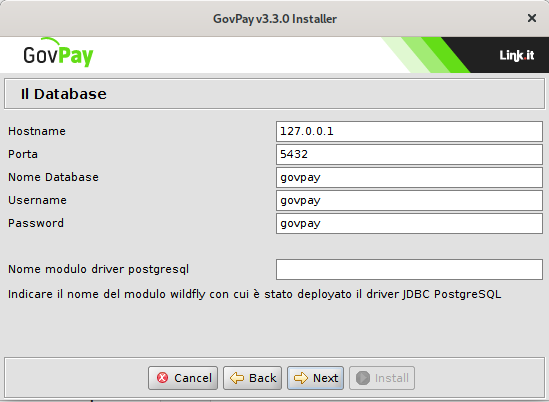 GovPay v3.3.0 Installer
GovPay
Link.it
Il Database
Hostname 127.0.0.1
Porta 5432
Nome Database govpay
Username govpay
Password govpay
Nome modulo driver postgresql
Indicare il nome del modulo wildfly con cui è stato deployato il driver JDBC PostgreSQL
Cancel Back Next Install